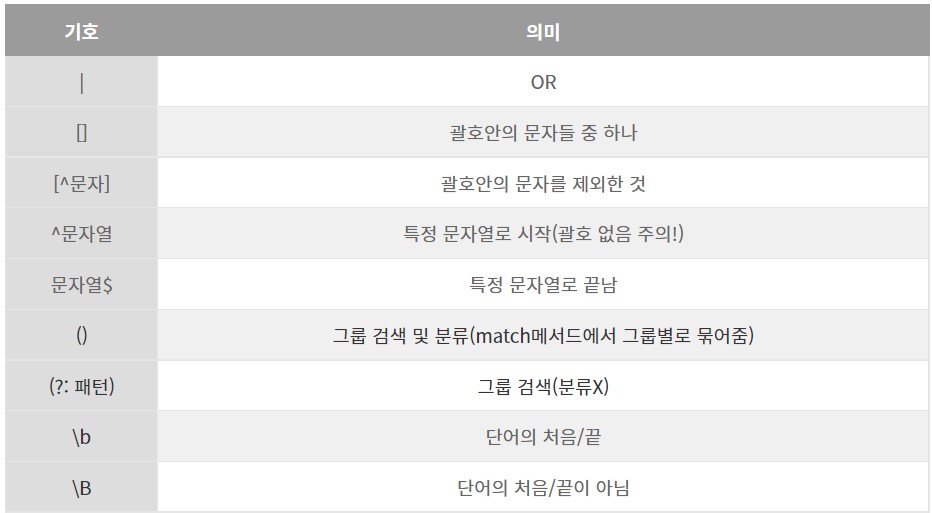 기호 의미
| OR
[] 괄호안의 문자들 중 하나
[^문자] 괄호안의 문자를 제외한 것
^문자열 특정 문자열로 시작(괄호 없음 주의!)
문자열$ 특정 문자열로 끝남
() 그룹 검색 및 분류(match메서드에서 그룹별로 묶어줌)
(?: 패턴) 그룹 검색(분류X)
\b 단어의 처음/끝
\B 단어의 처음/끝이 아님